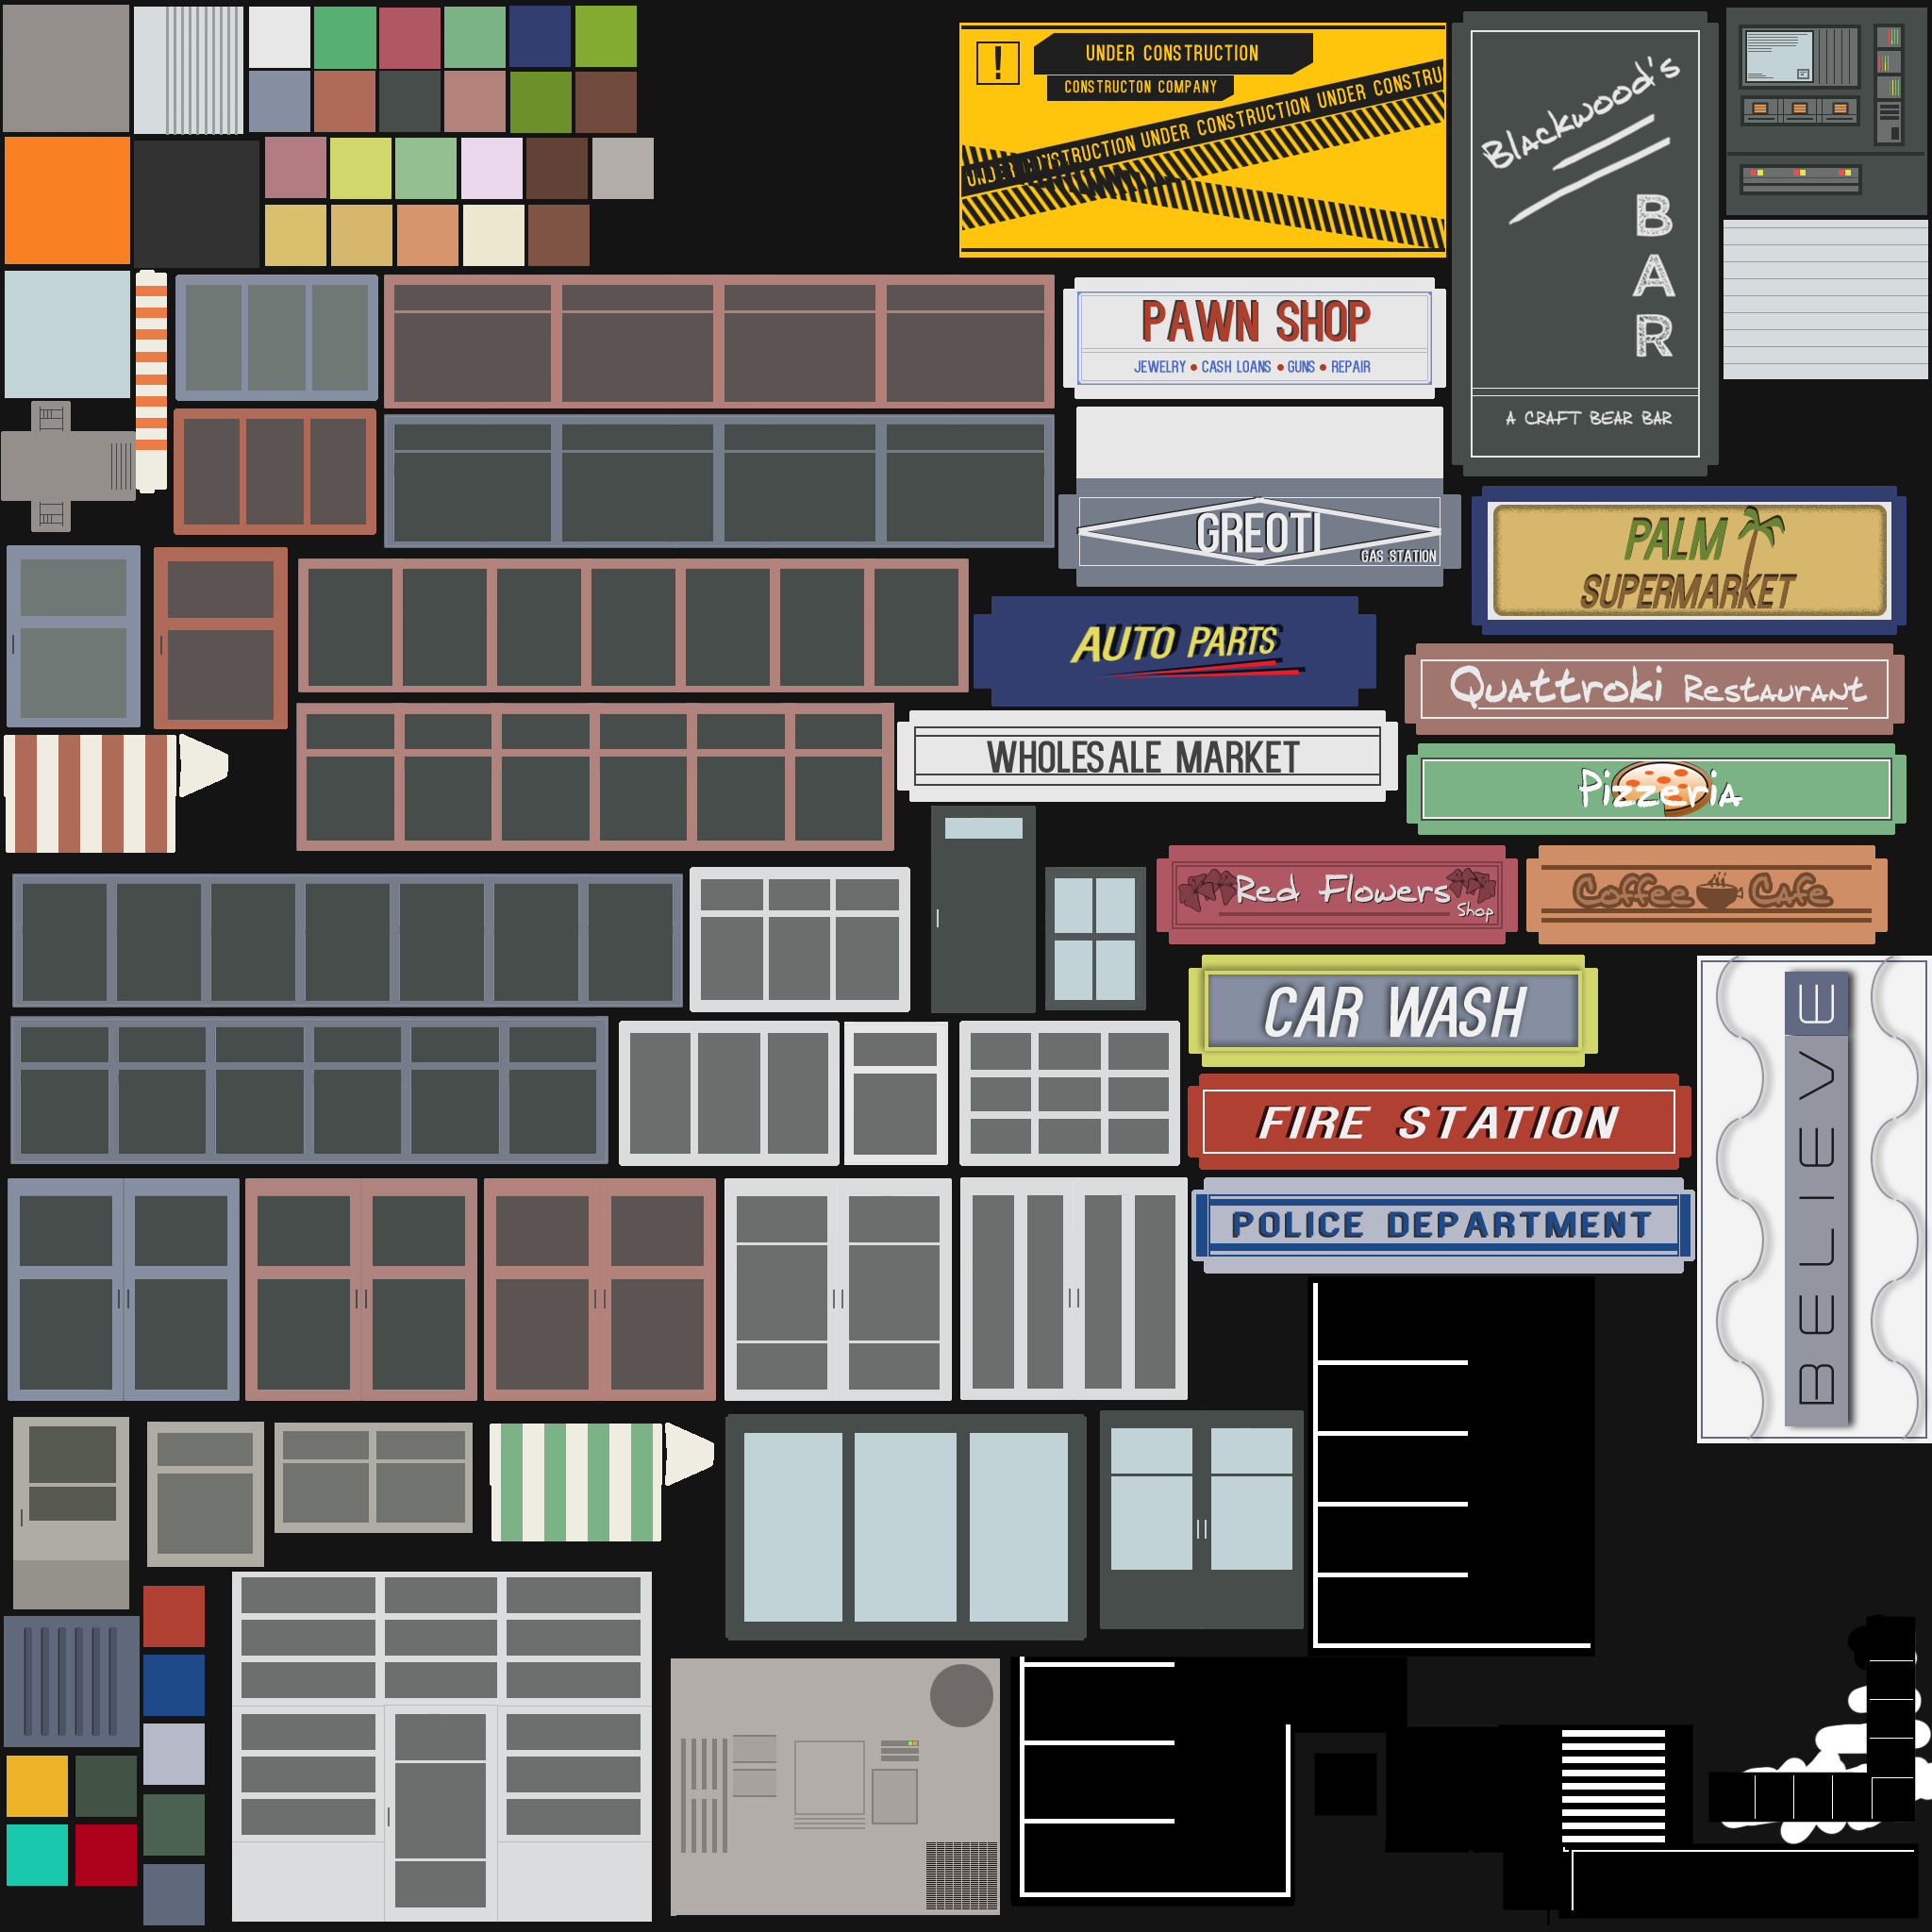 !
UNDER CONSTRUCTION
CONSTRUCTON COMPANY
UNDER CONSTRUCTION UNDER CONSTRUCTION UNDER CONSTRU
Blackwood's
BAR
A CRAFT BEAR BAR
PAWN SHOP
JEWELRY • CASH LOANS • GUNS • REPAIR
GREOTI
GAS STATION
PALM
SUPERMARKET
AUTO PARTS
Quattroki Restaurant
WHOLESALE MARKET
Pizzeria
Red Flowers
Shop
Coffee Cafe
CAR WASH
FIRE STATION
POLICE DEPARTMENT
BELIEVE